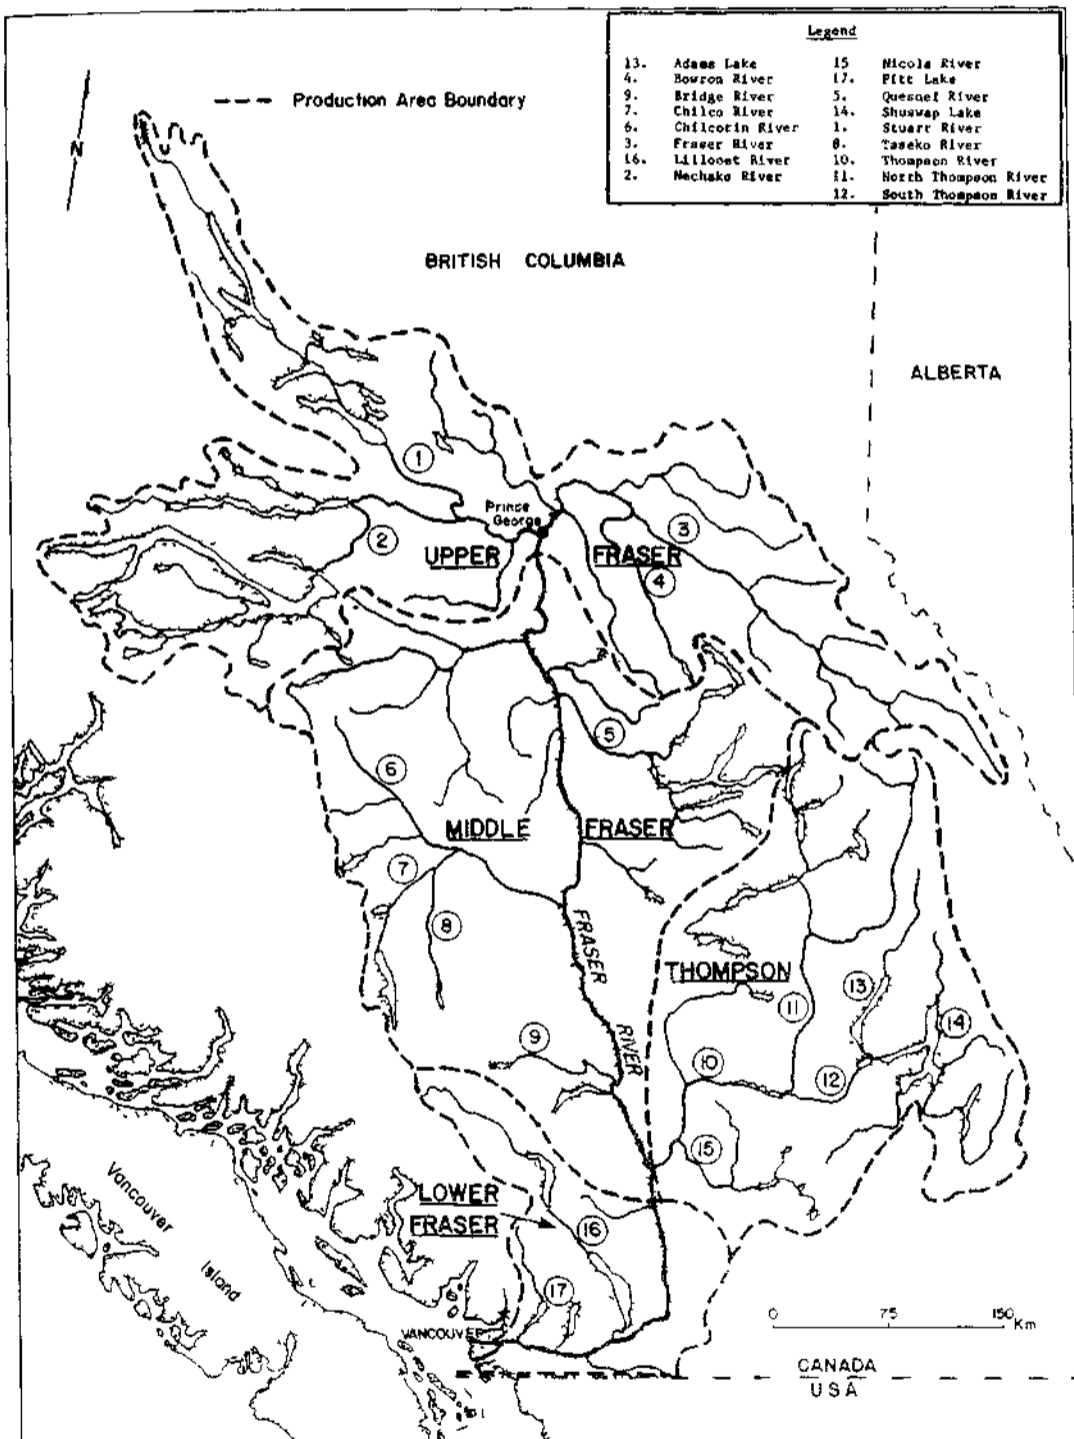 Legend
13. Adams Lake 15 Nicola River
4. Bowron River 17. Pitt Lake
9. Bridge River 5. Quesnel River
7. Chilco River 14. Shuswap Lake
6. Chilcotin River 1. Stuart River
3. Fraser River 8. Taseko River
16. Lillooet River 10. Thompson River
2. Nechako River 11. North Thompson River
12. South Thompson River
Production Area Boundary
N
BRITISH COLUMBIA
ALBERTA
1
Prince
George
3
2
UPPER FRASER
4
5
6
MIDDLE FRASER
7
8
FRASER
RIVER
THOMPSON
13
11
14
9
10
12
15
Vancouver
Island
LOWER
FRASER
16
17
VANCOUVER
0 75 150 Km
CANADA
USA